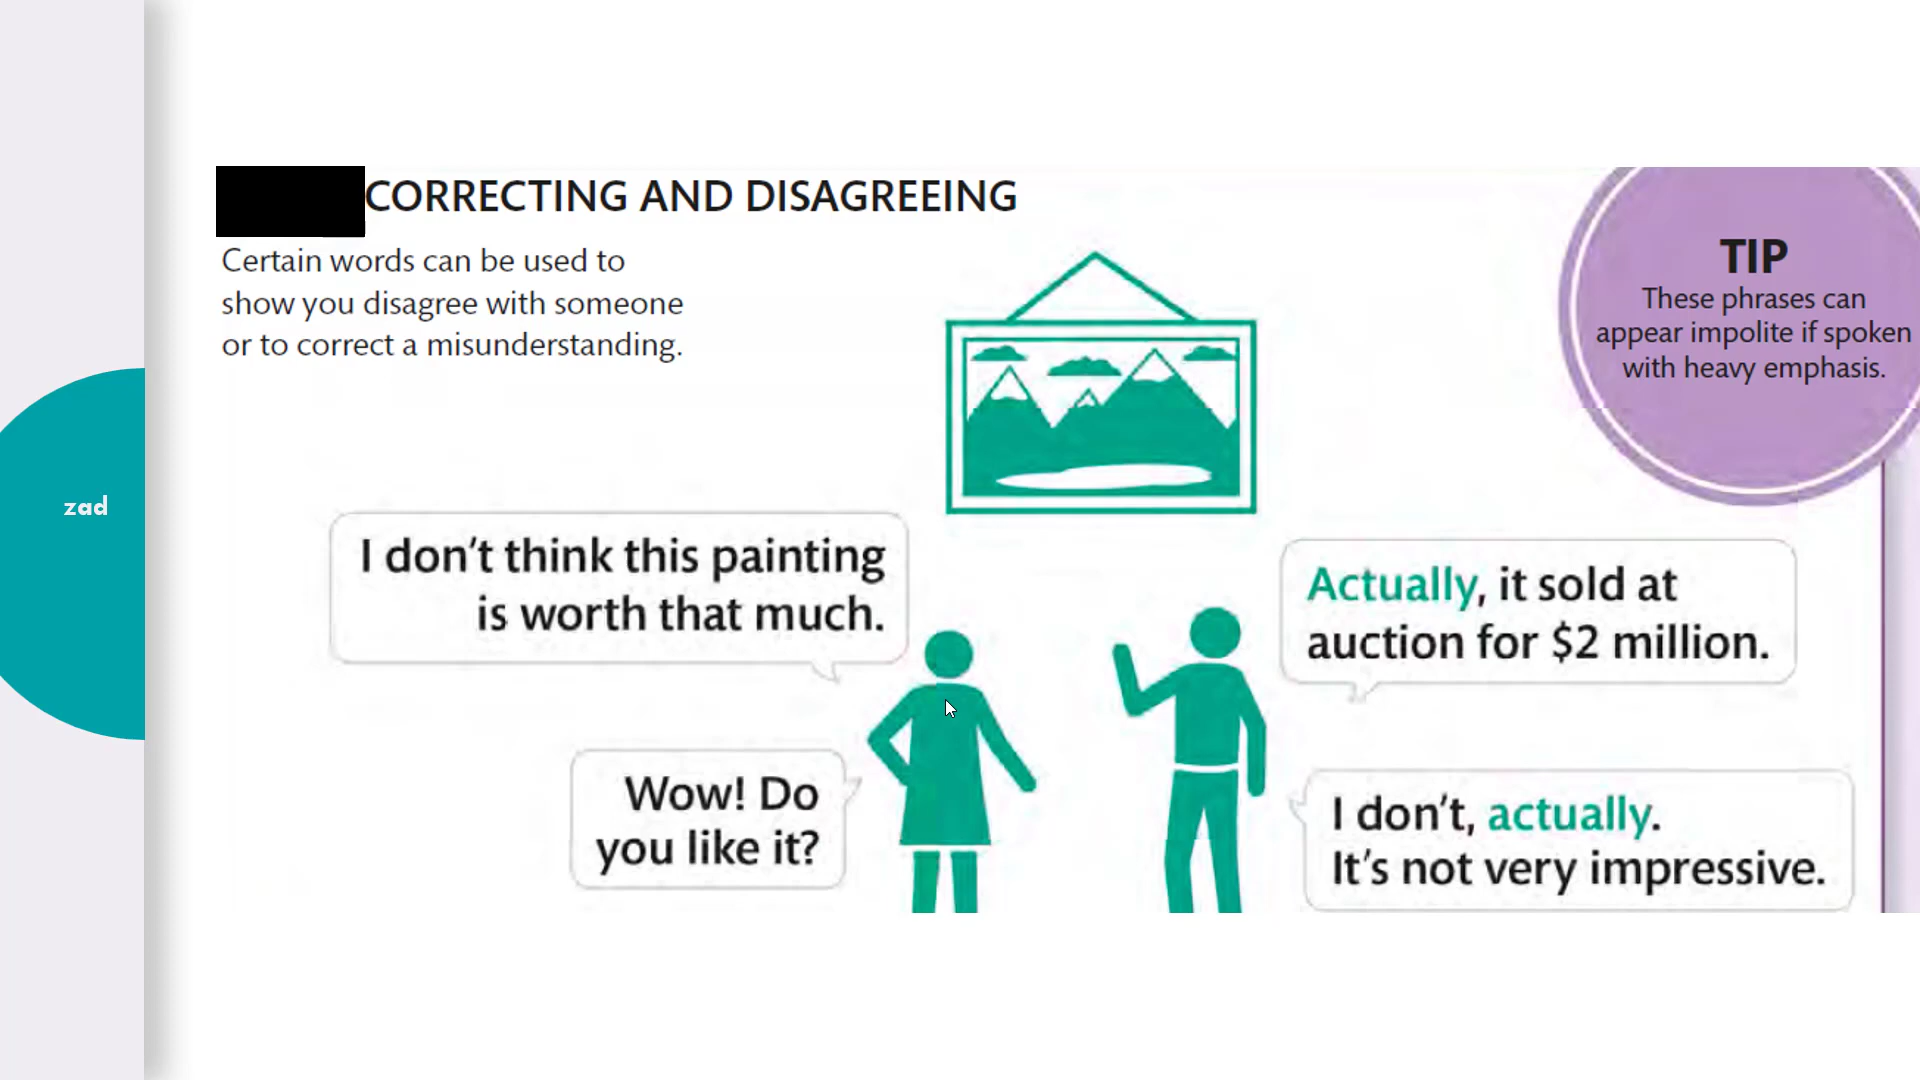 CORRECTING AND DISAGREEING
Certain words can be used to
show you disagree with someone
or to correct a misunderstanding.
TIP
These phrases can
appear impolite if spoken
with heavy emphasis.
zad
I don't think this painting
is worth that much.
Actually, it sold at
auction for $2 million.
Wow! Do
you like it?
I don't, actually.
It's not very impressive.